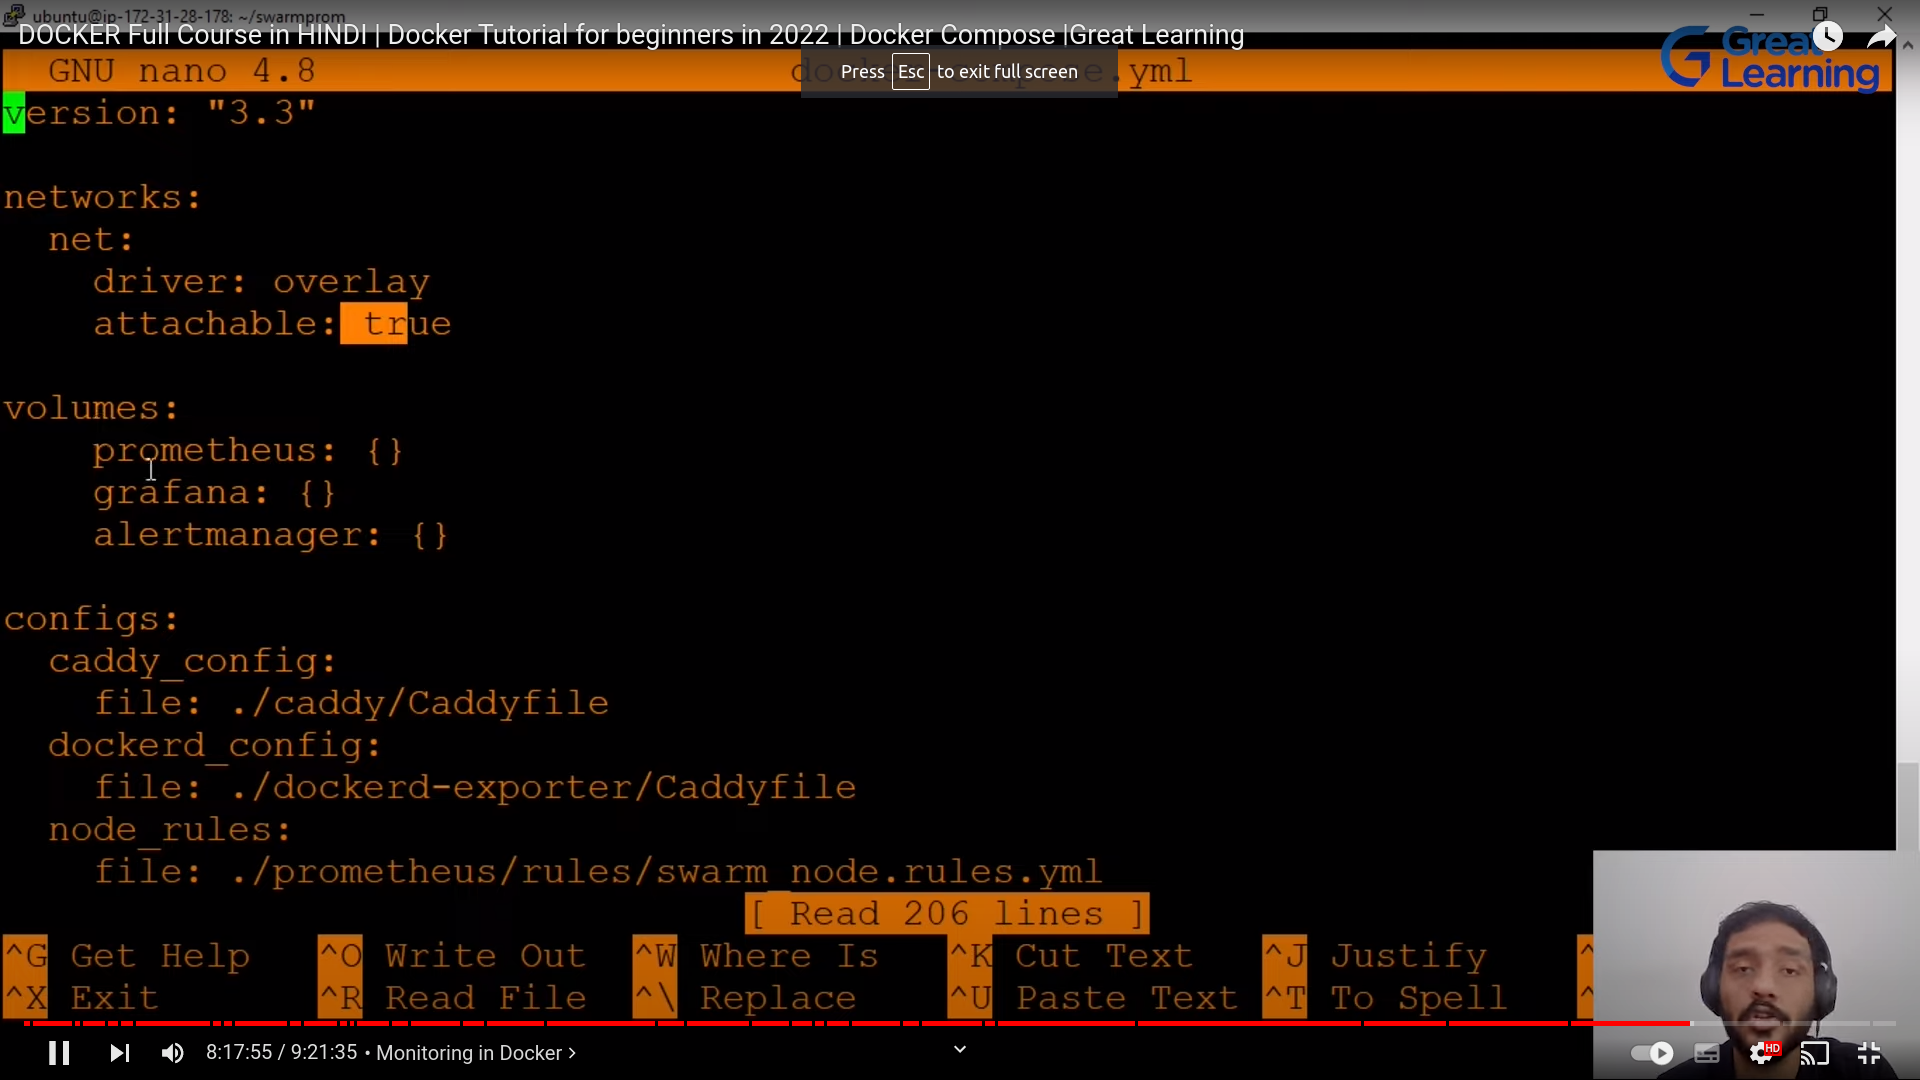 ubuntu@ip-172-31-28-178: ~/swarmprom
DOCKER Full Course in HINDI | Docker Tutorial for beginners in 2022 | Docker Compose |Great Learning
Great Learning
GNU nano 4.8
.yml
Press Esc to exit full screen
version: "3.3"
networks:
net:
driver: overlay
attachable: true
volumes:
prometheus: {}
grafana: {}
alertmanager: {}
configs:
caddy_config:
file: ./caddy/Caddyfile
dockerd_config:
file: ./dockerd-exporter/Caddyfile
node_rules:
file: ./prometheus/rules/swarm_node.rules.yml
[ Read 206 lines ]
^G Get Help ^O Write Out ^W Where Is ^K Cut Text ^J Justify ^
^X Exit ^R Read File ^\ Replace ^U Paste Text ^T To Spell ^
8:17:55 / 9:21:35 • Monitoring in Docker >
HD